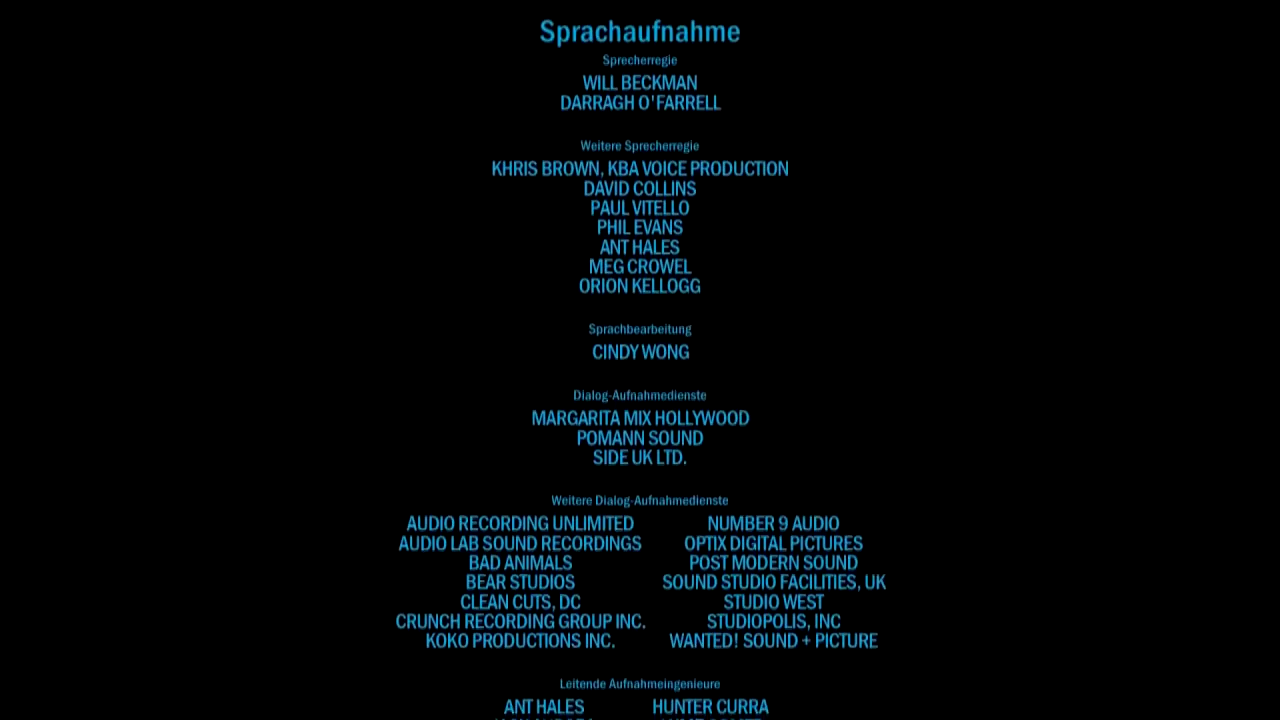 Sprachaufnahme
Sprecherregie
WILL BECKMAN
DARRAGH O'FARRELL
Weitere Sprecherregie
KHRIS BROWN, KBA VOICE PRODUCTION
DAVID COLLINS
PAUL VITELLO
PHIL EVANS
ANT HALES
MEG CROWEL
ORION KELLOGG
Sprachbearbeitung
CINDY WONG
Dialog-Aufnahmedienste
MARGARITA MIX HOLLYWOOD
POMANN SOUND
SIDE UK LTD.
Weitere Dialog-Aufnahmedienste
AUDIO RECORDING UNLIMITED NUMBER 9 AUDIO
AUDIO LAB SOUND RECORDINGS OPTIX DIGITAL PICTURES
BAD ANIMALS POST MODERN SOUND
BEAR STUDIOS SOUND STUDIO FACILITIES, UK
CLEAN CUTS, DC STUDIO WEST
CRUNCH RECORDING GROUP INC. STUDIOPOLIS, INC
KOKO PRODUCTIONS INC. WANTED! SOUND + PICTURE
Leitende Aufnahmeingenieure
ANT HALES HUNTER CURRA